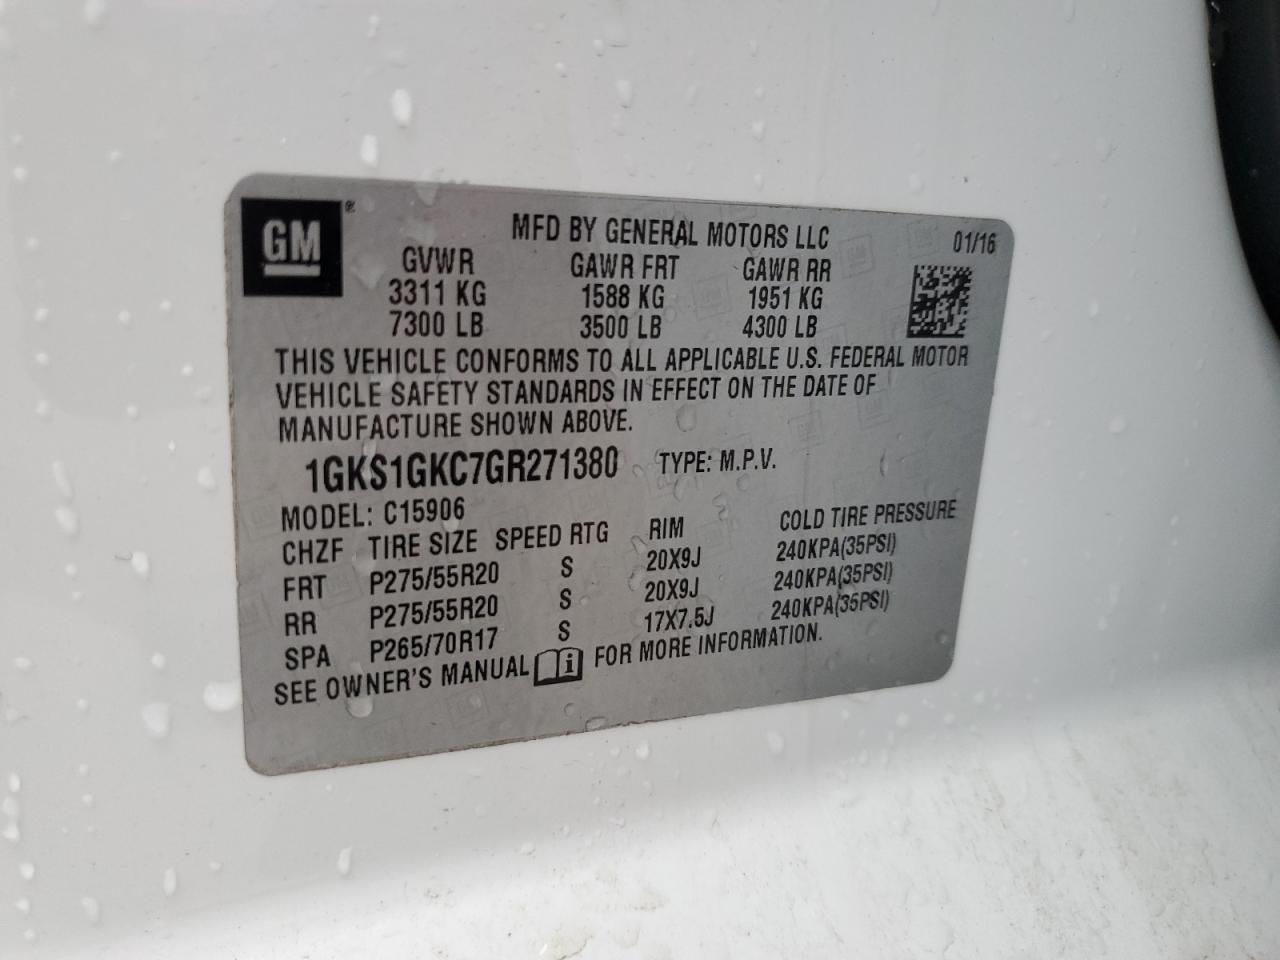 GM®
MFD BY GENERAL MOTORS LLC 01/16
GVWR GAWR FRT GAWR RR
3311 KG 1588 KG 1951 KG
7300 LB 3500 LB 4300 LB
THIS VEHICLE CONFORMS TO ALL APPLICABLE U.S. FEDERAL MOTOR
VEHICLE SAFETY STANDARDS IN EFFECT ON THE DATE OF
MANUFACTURE SHOWN ABOVE.
1GKS1GKC7GR271380 TYPE: M.P.V.
MODEL: C15906
CHZF TIRE SIZE SPEED RTG RIM COLD TIRE PRESSURE
FRT P275/55R20 S 20X9J 240KPA(35PSI)
RR P275/55R20 S 20X9J 240KPA(35PSI)
SPA P265/70R17 S 17X7.5J 240KPA(35PSI)
SEE OWNER'S MANUAL i FOR MORE INFORMATION.